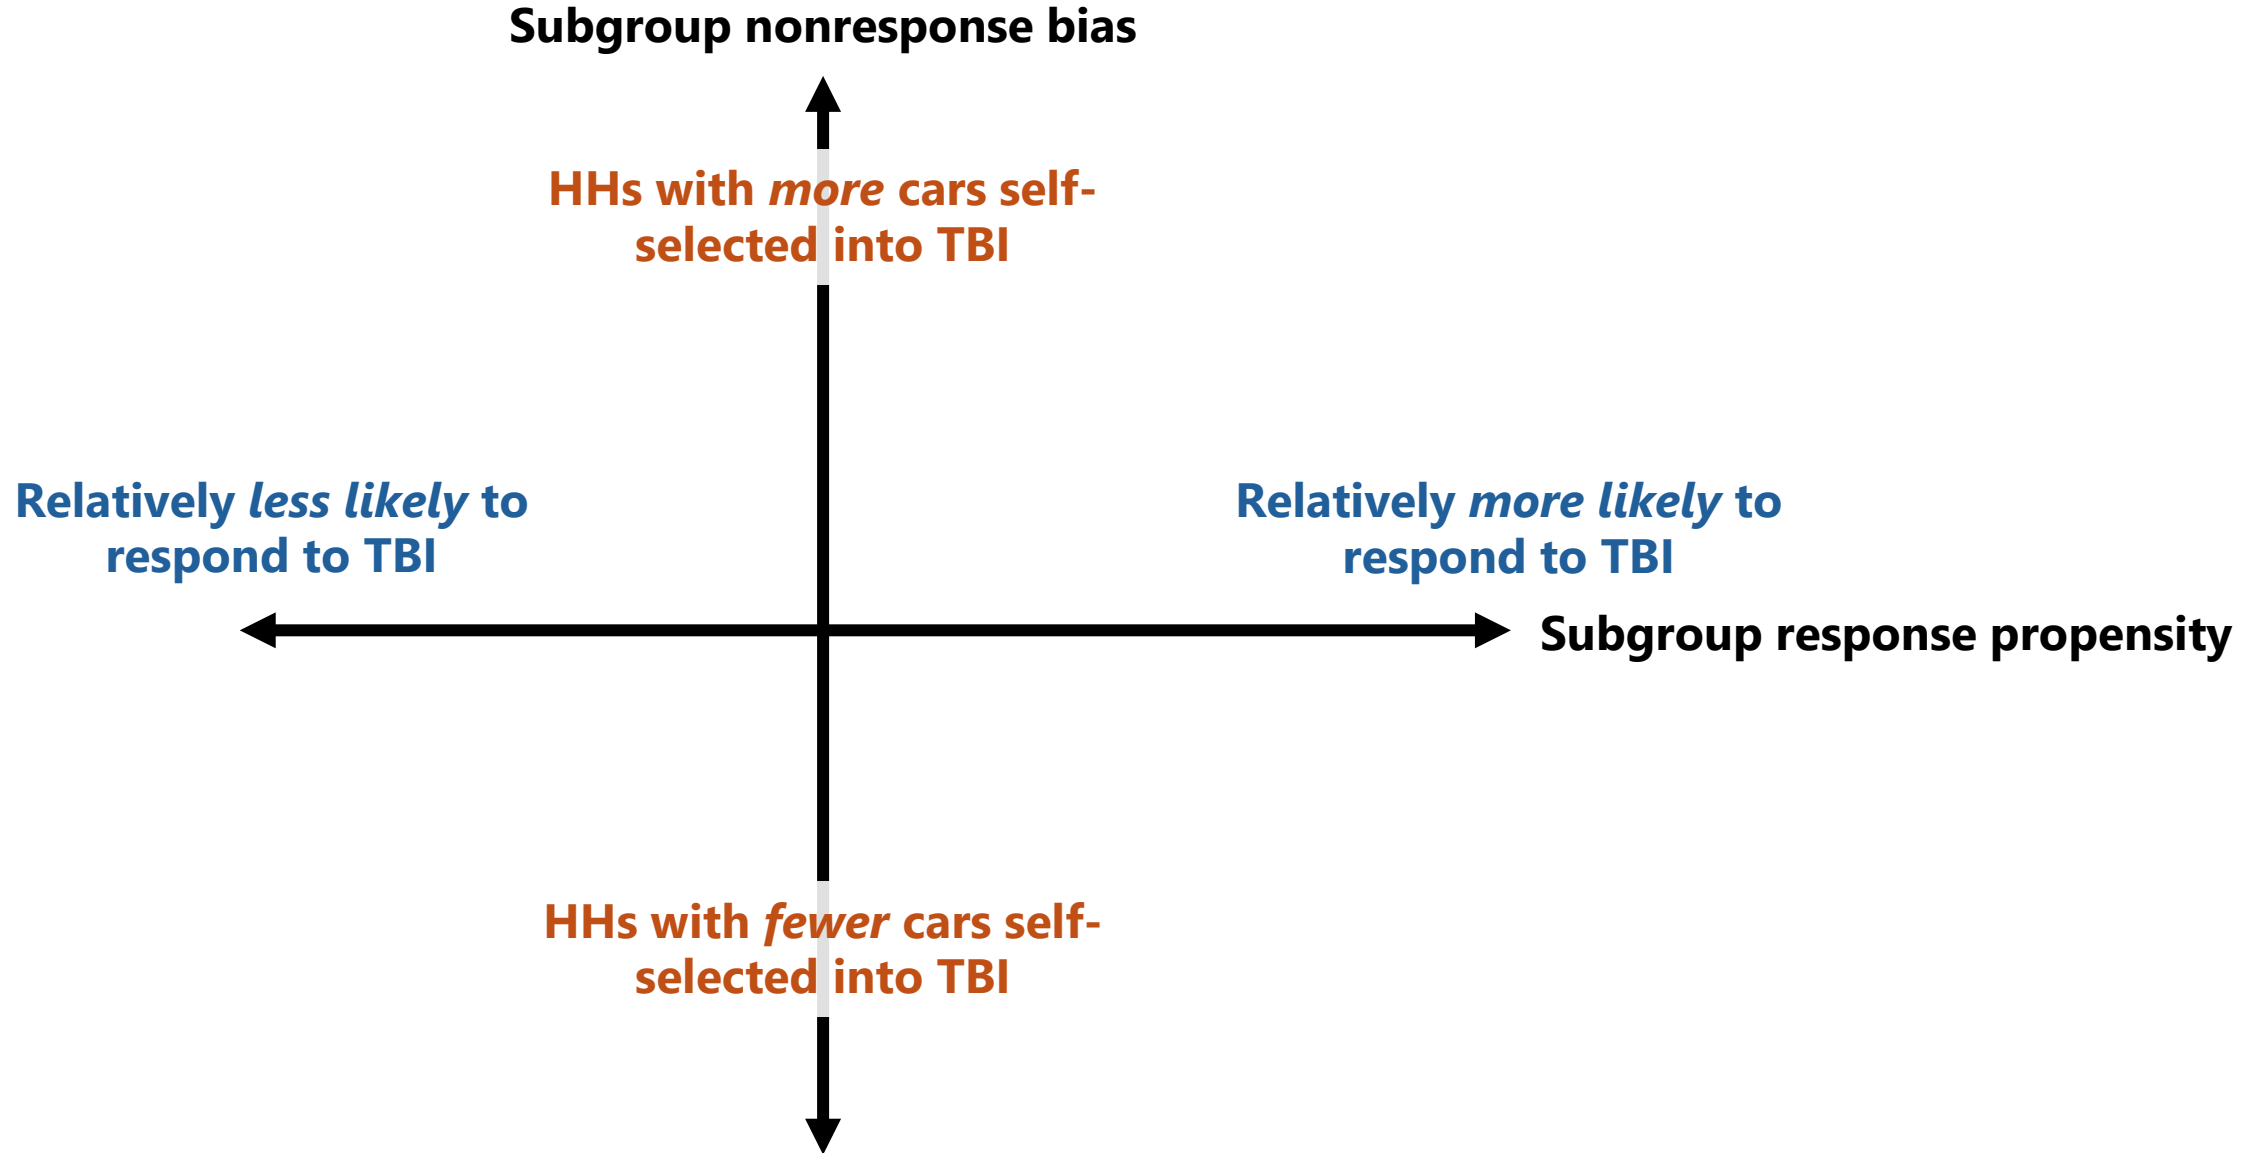 Subgroup nonresponse bias
HHs with more cars self-
selected into TBI
Relatively less likely to
respond to TBI
Relatively more likely to
respond to TBI
Subgroup response propensity
HHs with fewer cars self-
selected into TBI